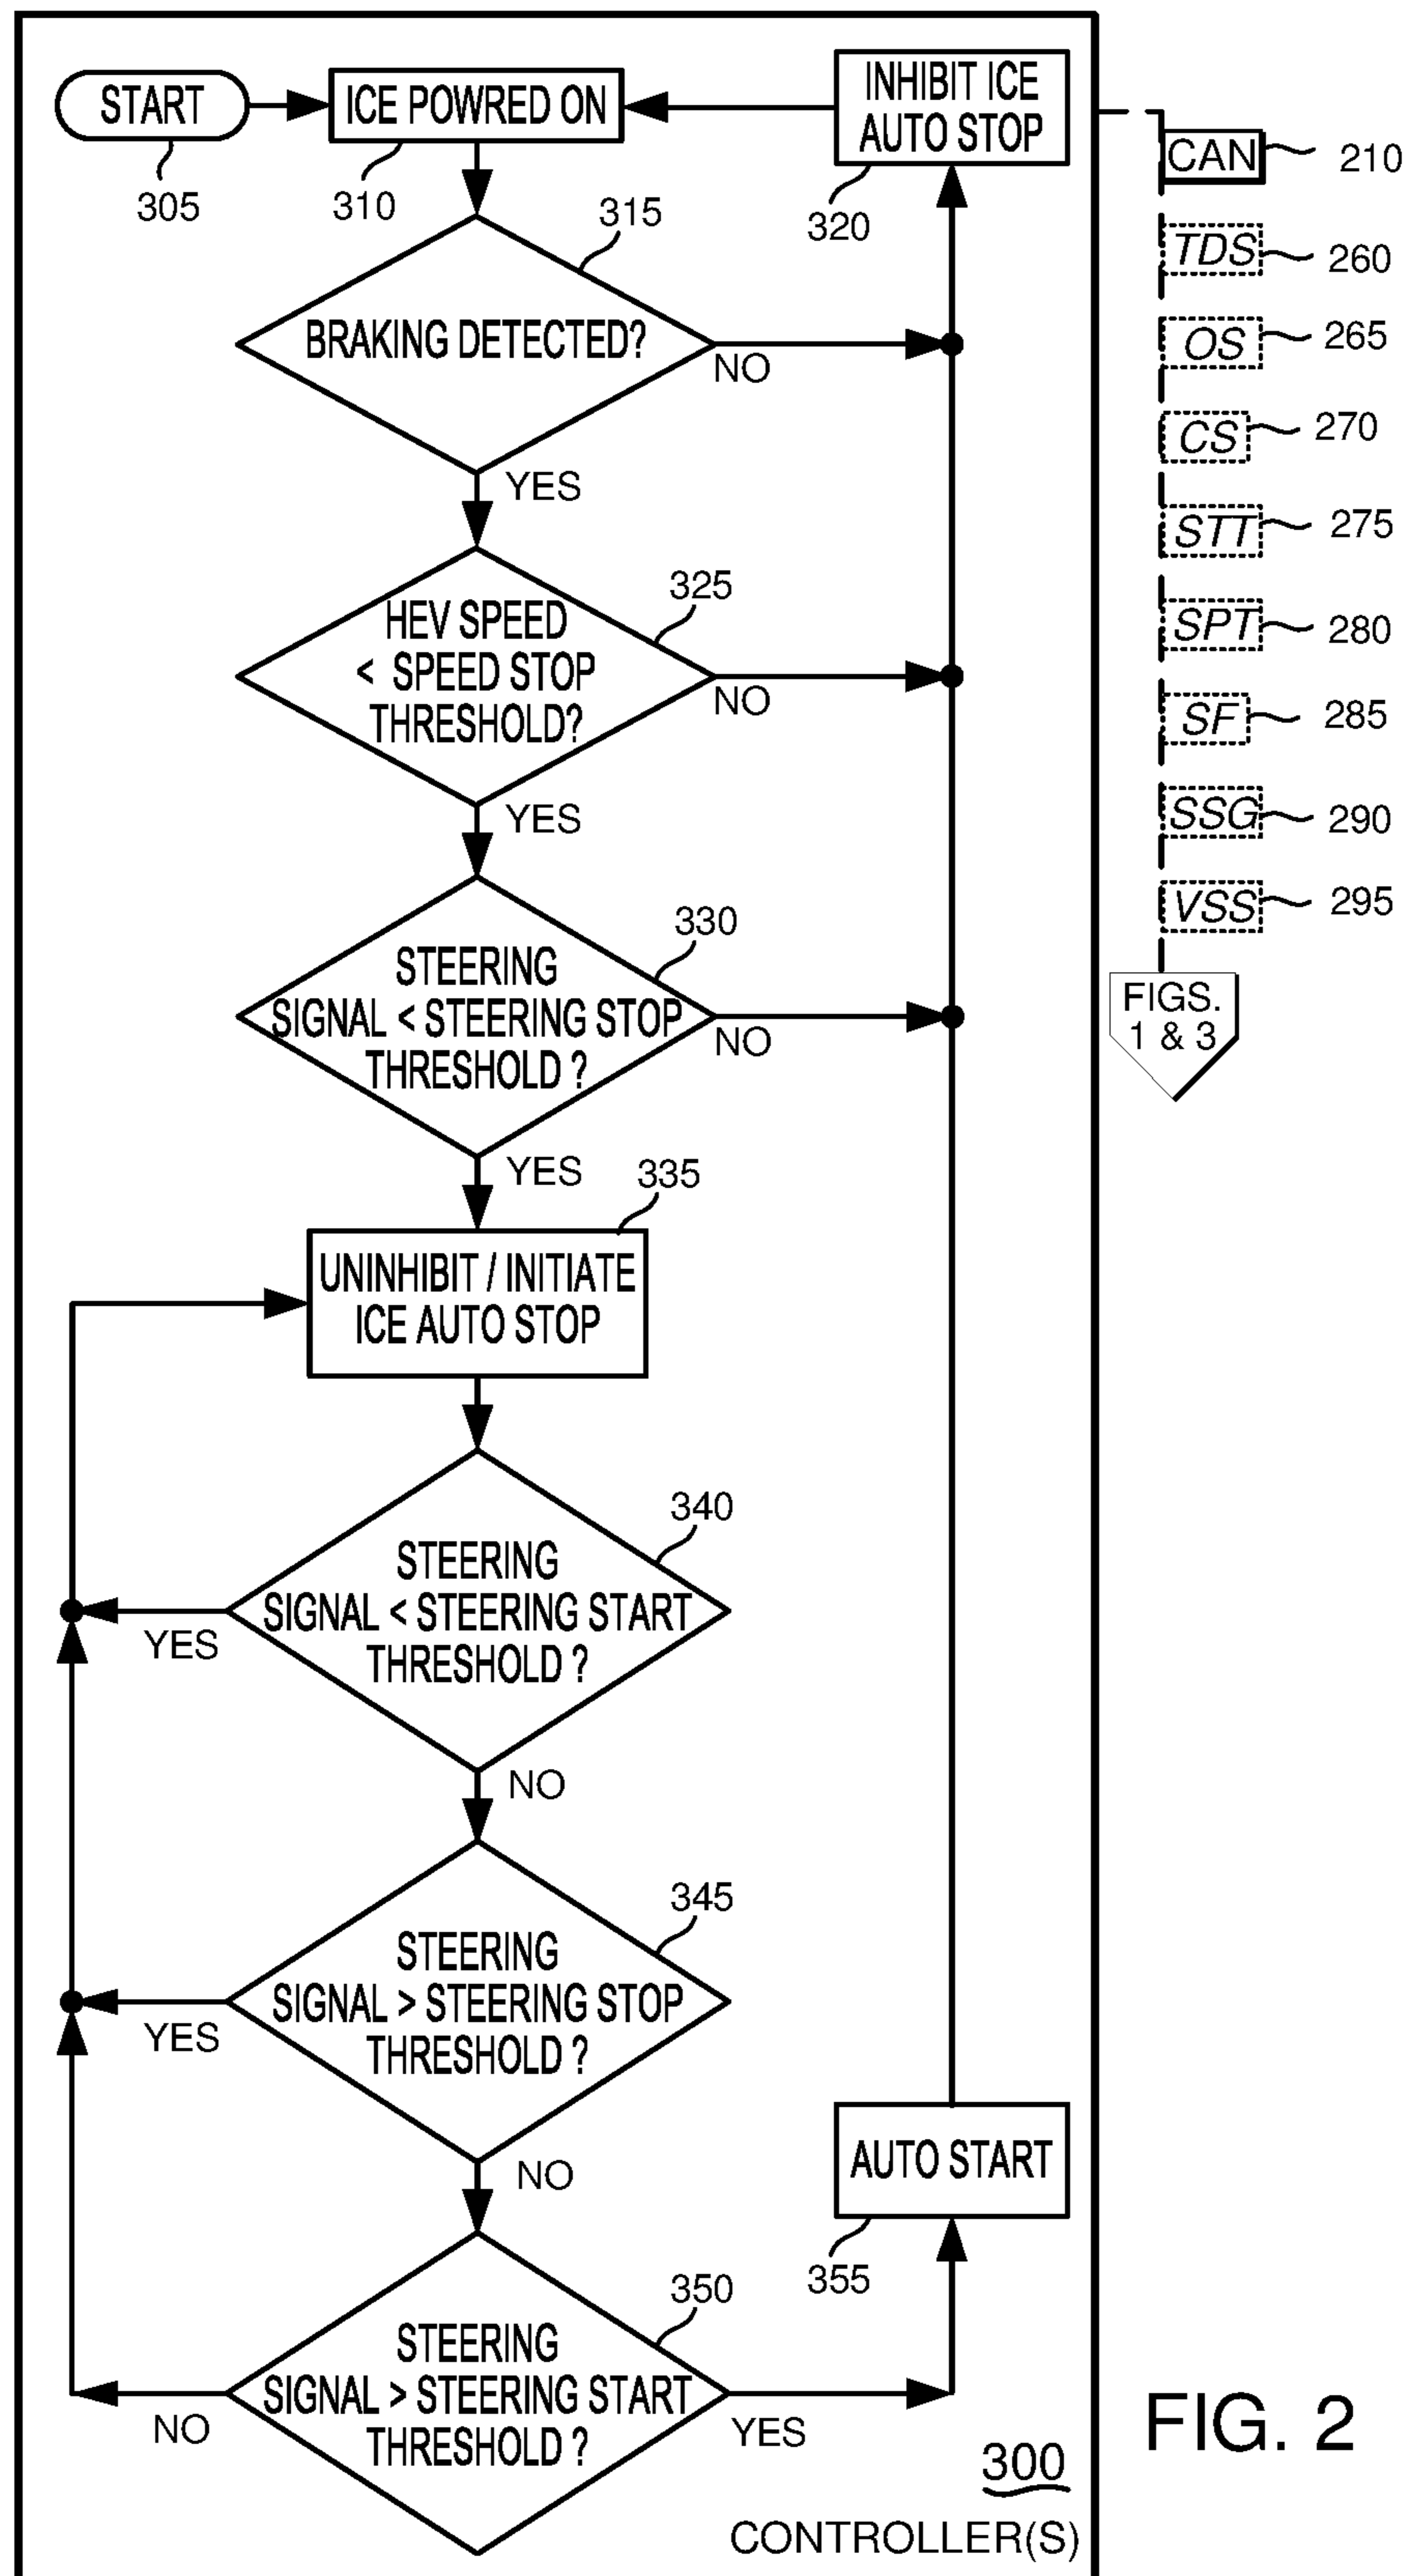 START
305
ICE POWRED ON
310
INHIBIT ICE
AUTO STOP
320
315
BRAKING DETECTED?
NO
YES
325
HEV SPEED
< SPEED STOP
THRESHOLD?
NO
YES
330
STEERING
SIGNAL < STEERING STOP
THRESHOLD ?
NO
YES
335
UNINHIBIT / INITIATE
ICE AUTO STOP
340
STEERING
SIGNAL < STEERING START
THRESHOLD ?
YES
NO
345
STEERING
SIGNAL > STEERING STOP
THRESHOLD ?
YES
NO
350
STEERING
SIGNAL > STEERING START
THRESHOLD ?
NO
YES
AUTO START
355
300
CONTROLLER(S)
CAN 210
TDS 260
OS 265
CS 270
STT 275
SPT 280
SF 285
SSG 290
VSS 295
FIGS.
1 & 3
FIG. 2